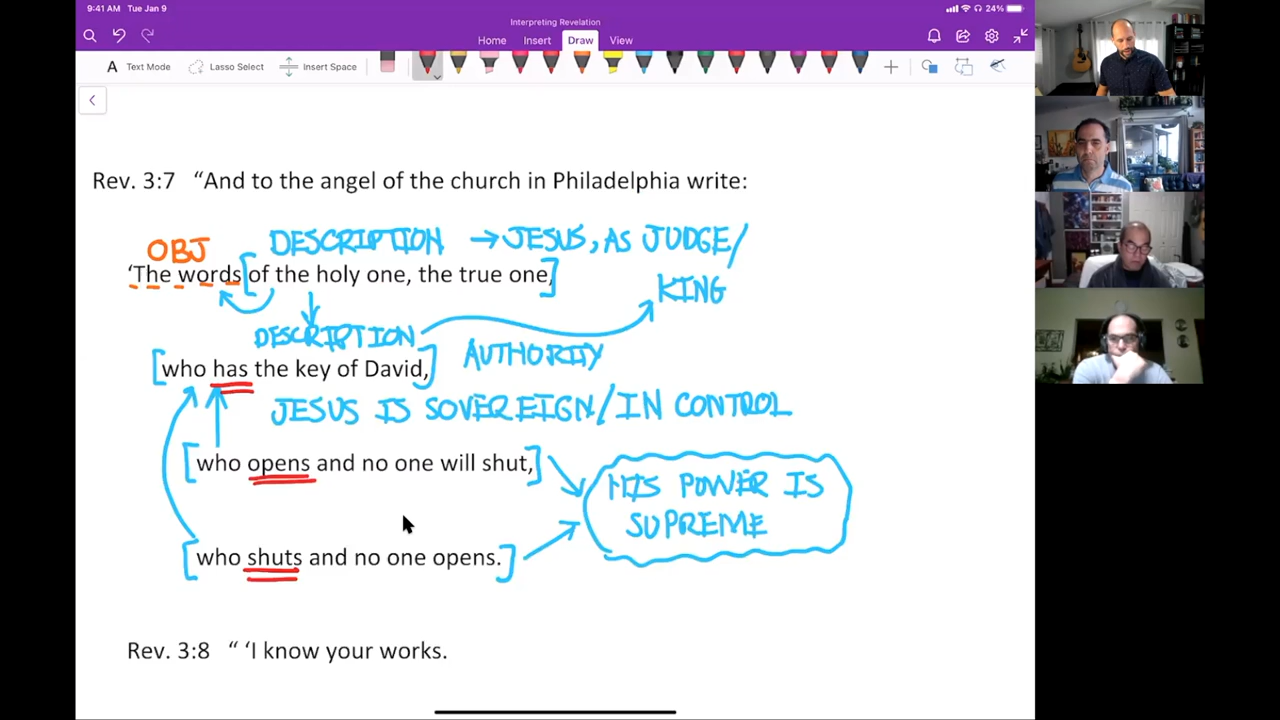 9:41 AM Tue Jan 9
24%
Interpreting Revelation
Home Insert Draw View
A Text Mode Lasso Select Insert Space
Rev. 3:7 “And to the angel of the church in Philadelphia write:
OBJ DESCRIPTION → JESUS, AS JUDGE/
KING
‘The words [of the holy one, the true one,]
DESCRIPTION
AUTHORITY
[who has the key of David,]
JESUS IS SOVEREIGN/IN CONTROL
[who opens and no one will shut,]
HIS POWER IS
SUPREME
[who shuts and no one opens.]
Rev. 3:8 “ ‘I know your works.